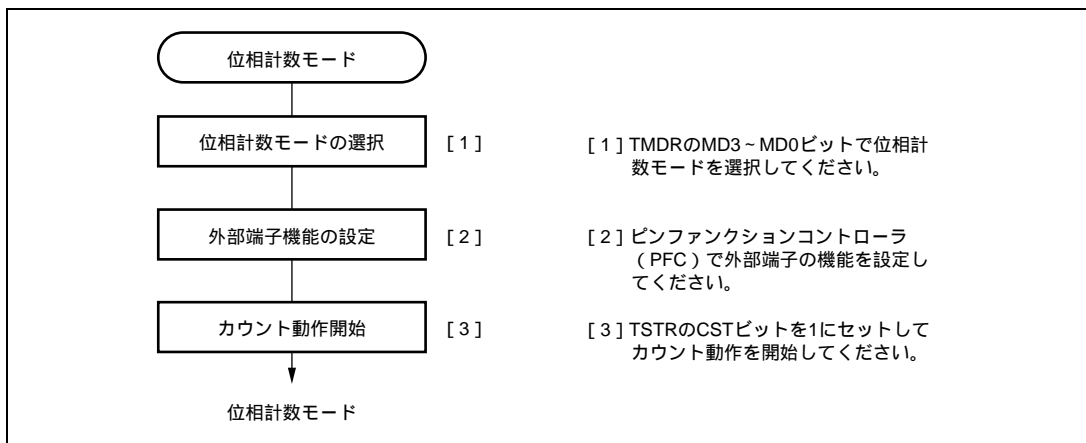 位相計数モード
位相計数モードの選択
[1]
[1] TMDRのMD3～MD0ビットで位相計
数モードを選択してください。
外部端子機能の設定
[2]
[2] ピンファンクションコントローラ
（PFC）で外部端子の機能を設定し
てください。
カウント動作開始
[3]
[3] TSTRのCSTビットを1にセットして
カウント動作を開始してください。
位相計数モード